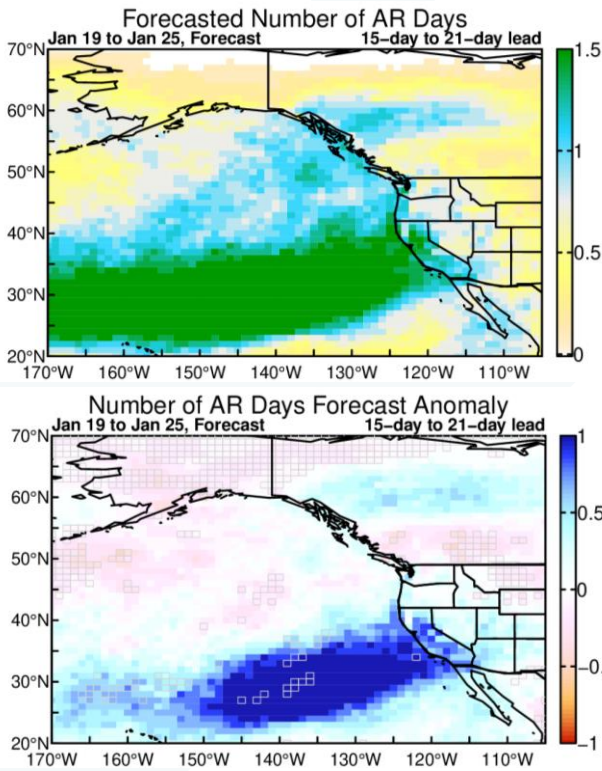 Forecasted Number of AR Days
Jan 19 to Jan 25, Forecast 15-day to 21-day lead
70°N
60°N
50°N
40°N
30°N
20°N
170°W 160°W 150°W 140°W 130°W 120°W 110°W
1.5
1
0.5
0
Number of AR Days Forecast Anomaly
Jan 19 to Jan 25, Forecast 15-day to 21-day lead
70°N
60°N
50°N
40°N
30°N
20°N
170°W 160°W 150°W 140°W 130°W 120°W 110°W
1
0.5
0
-0.
-1